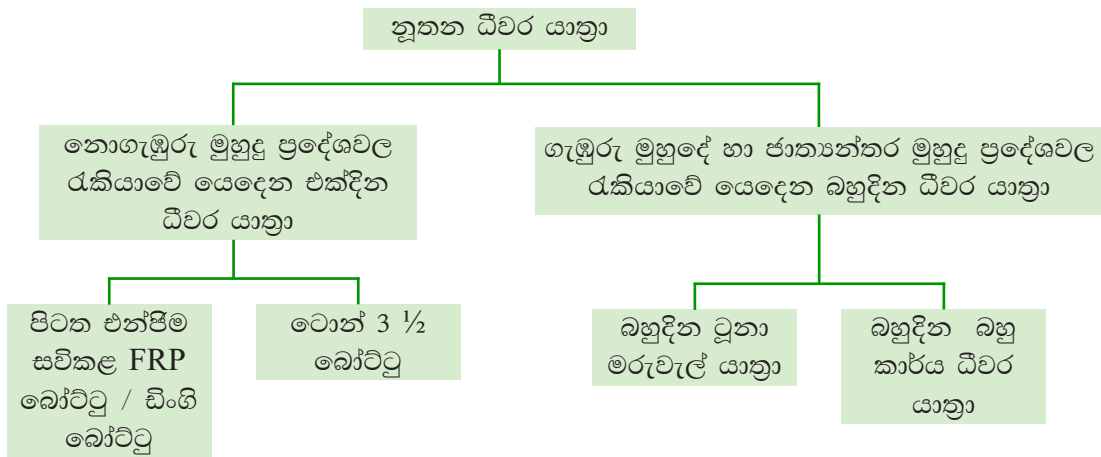 නූතන ධීවර යාත්‍රා
නොගැඹුරු මුහුදු ප්‍රදේශවල
රැකියාවේ යෙදෙන එක්දින
ධීවර යාත්‍රා
ගැඹුරු මුහුදේ හා ජාත්‍යන්තර මුහුදු ප්‍රදේශවල
රැකියාවේ යෙදෙන බහුදින ධීවර යාත්‍රා
පිටත එන්ජිම
සවිකළ FRP
බෝට්ටු / ඩිංගි
බෝට්ටු
ටොන් 3 ½
බෝට්ටු
බහුදින ටූනා
මරුවැල් යාත්‍රා
බහුදින බහු
කාර්ය ධීවර
යාත්‍රා